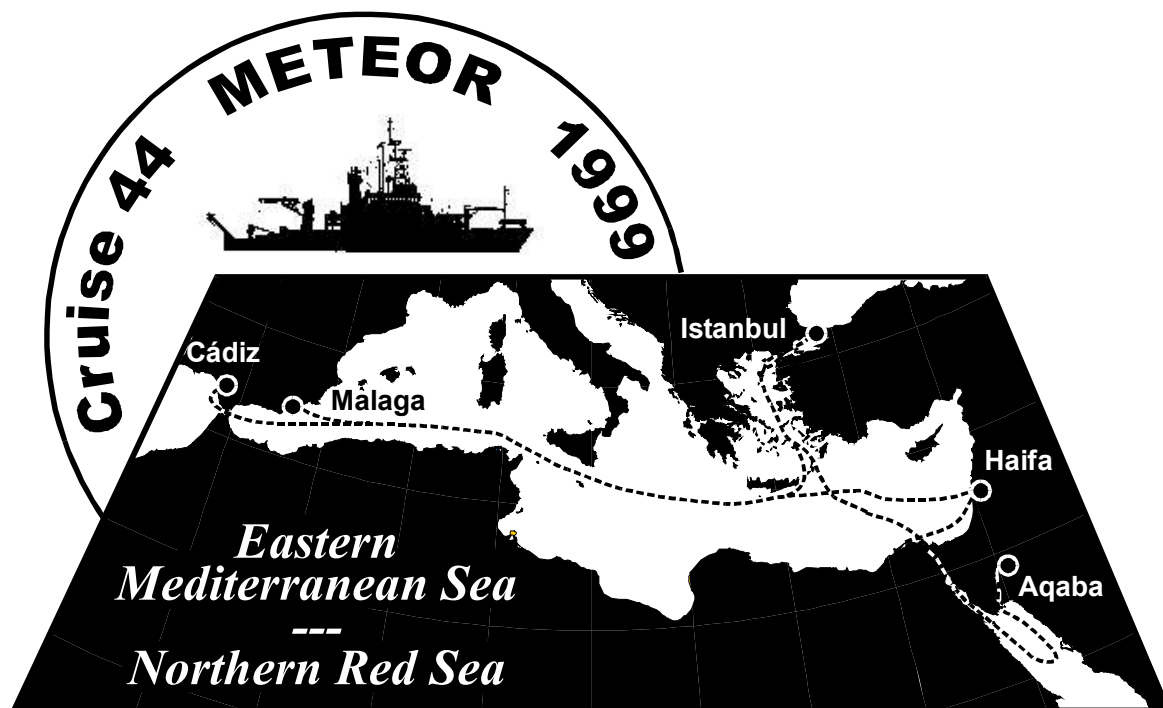 Cruise 44 METEOR 1999
Istanbul
Cádiz
Málaga
Haifa
Aqaba
Eastern
Mediterranean Sea
---
Northern Red Sea